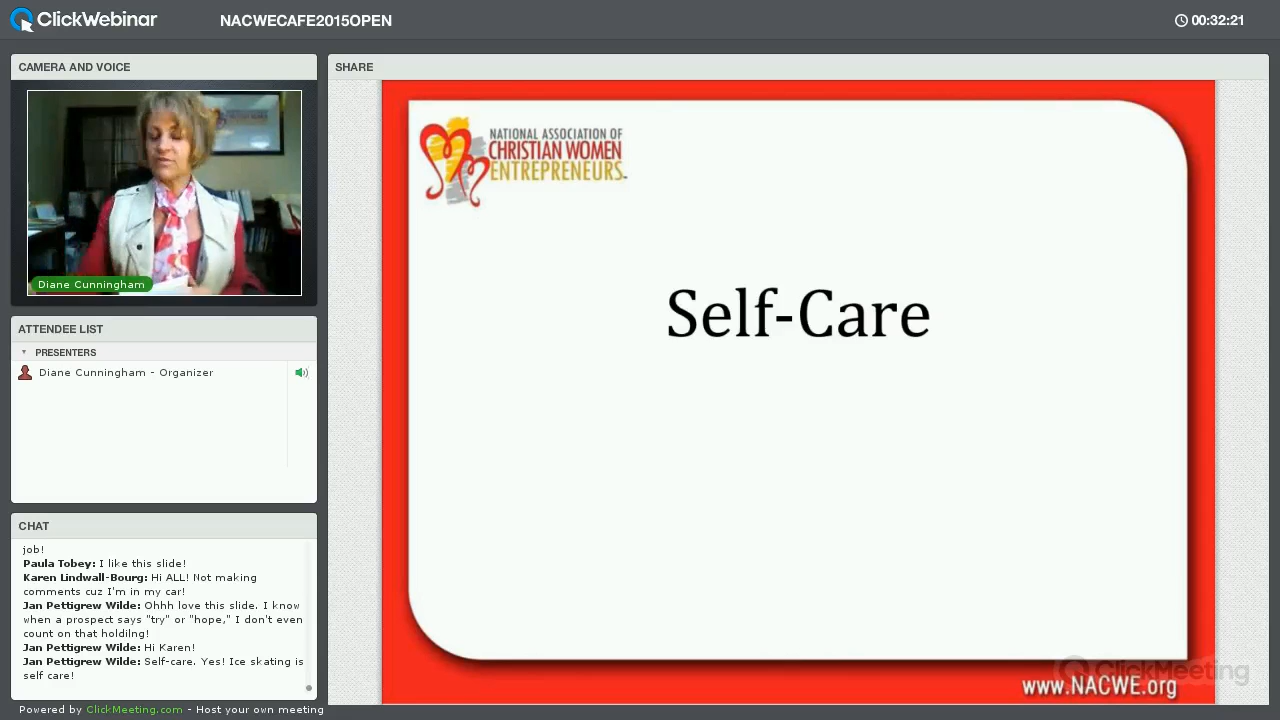 ClickWebinar
NACWECAFE2015OPEN
00:32:21
CAMERA AND VOICE
Diane Cunningham
ATTENDEE LIST
PRESENTERS
Diane Cunningham - Organizer
CHAT
job!
Paula Tobey: I like this slide!
Karen Lindwall-Bourg: Hi ALL! Not making
comments cuz I'm in my car!
Jan Pettigrew Wilde: Ohhh love this slide. I know
when a prospect says "try" or "hope," I don't even
count on that
Jan Pettigrew Wilde: Hi Karen!
Jan Pettigrew Wilde: Self-care, yes! Ice skating is
self care!
Powered by ClickMeeting.com - Host your own meeting
SHARE
NATIONAL ASSOCIATION OF
CHRISTIAN WOMEN
ENTREPRENEURS
Self-Care
ClickMeeting
www.NACWE.org